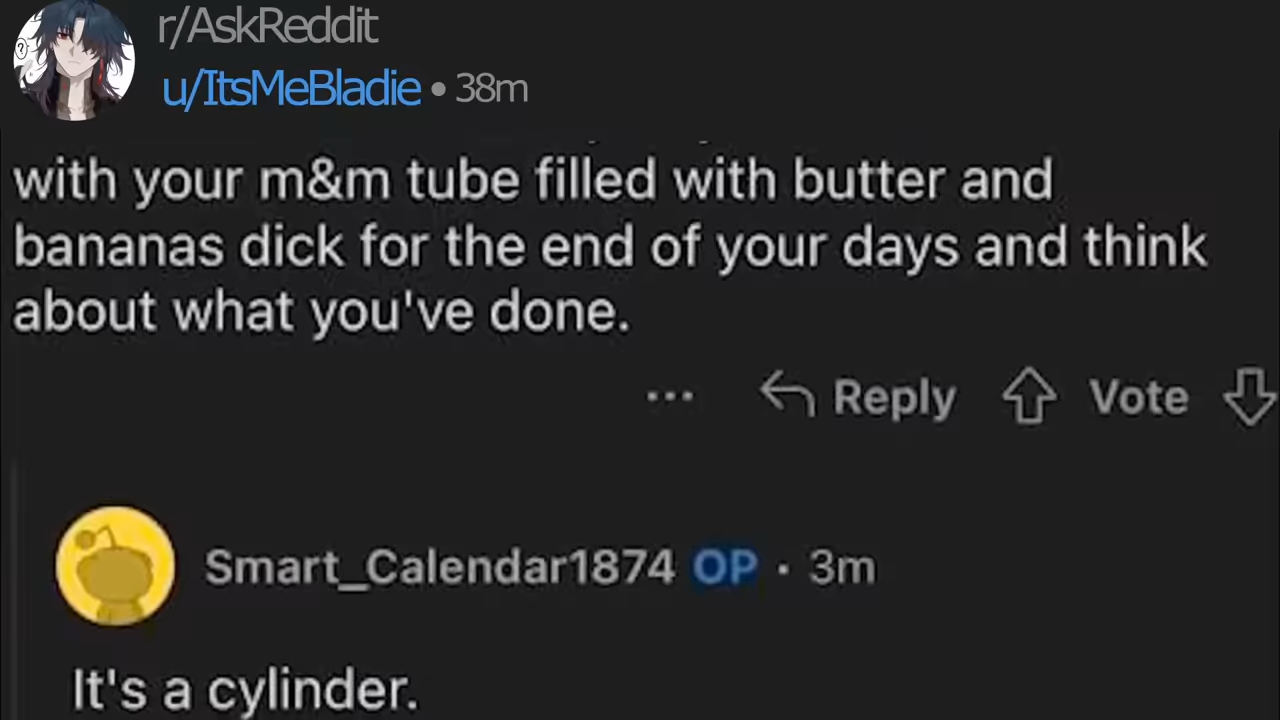 r/AskReddit
u/ItsMeBladie • 38m
with your m&m tube filled with butter and
bananas dick for the end of your days and think
about what you've done.
... Reply Vote
Smart_Calendar1874 OP · 3m
It's a cylinder.